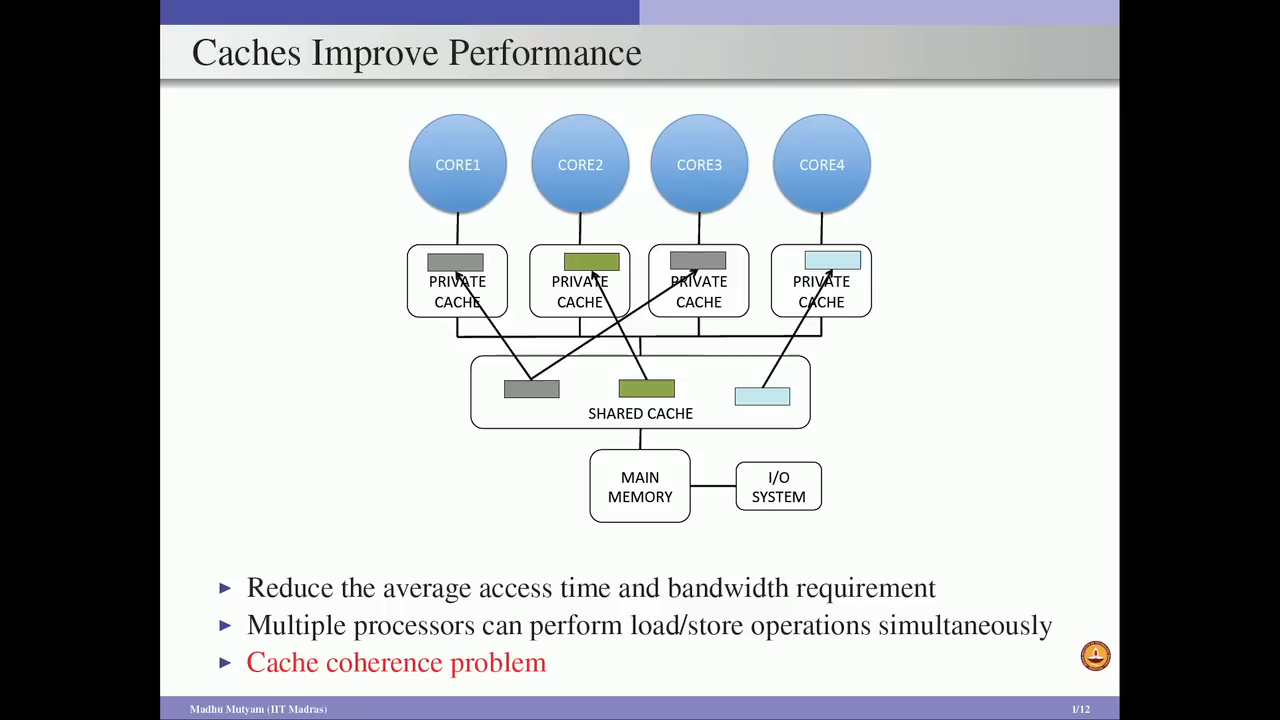 Caches Improve Performance
CORE1 CORE2 CORE3 CORE4
PRIVATE PRIVATE PRIVATE PRIVATE
CACHE CACHE CACHE CACHE
SHARED CACHE
MAIN I/O
MEMORY SYSTEM
Reduce the average access time and bandwidth requirement
Multiple processors can perform load/store operations simultaneously
Cache coherence problem
Madhu Mutyam (IIT Madras) 1/12